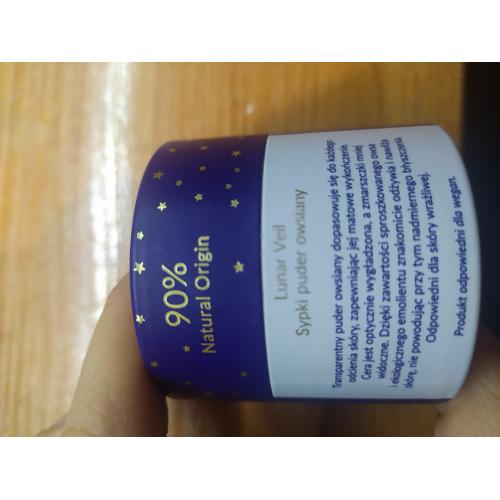 90%
Natural Origin
Lunar Veil
Sypki puder owsiany
Transparentny puder owsiany dopasowuje się do każdego
odcienia skóry, zapewniając jej matowe wykończenie.
Cera jest optycznie wygładzona, a zmarszczki mniej
widoczne. Dzięki zawartości sproszkowanego owsa
i ekologicznego emolientu znakomicie odżywia i nawilża
skórę, nie powodując przy tym nadmiernego błyszczenia.
Odpowiedni dla skóry wrażliwej.
Produkt odpowiedni dla wegan.